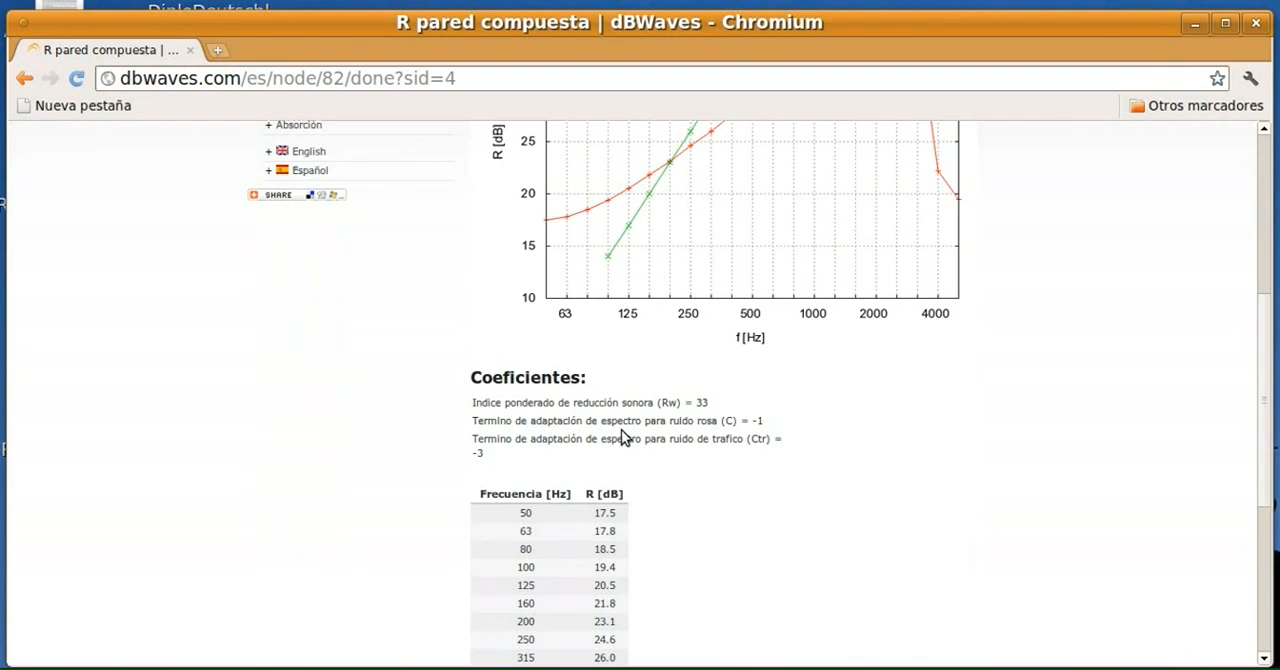 R pared compuesta | dBWaves - Chromium
R pared compuesta | ...
dbwaves.com/es/node/82/done?sid=4
Nueva pestaña
Otros marcadores
+ Absorción
+ English
+ Español
SHARE
R [dB]
25
20
15
10
63 125 250 500 1000 2000 4000
f [Hz]
Coeficientes:
Indice ponderado de reducción sonora (Rw) = 33
Termino de adaptación de espectro para ruido rosa (C) = -1
Termino de adaptación de espectro para ruido de trafico (Ctr) =
-3
Frecuencia [Hz] R [dB]
50 17.5
63 17.8
80 18.5
100 19.4
125 20.5
160 21.8
200 23.1
250 24.6
315 26.0